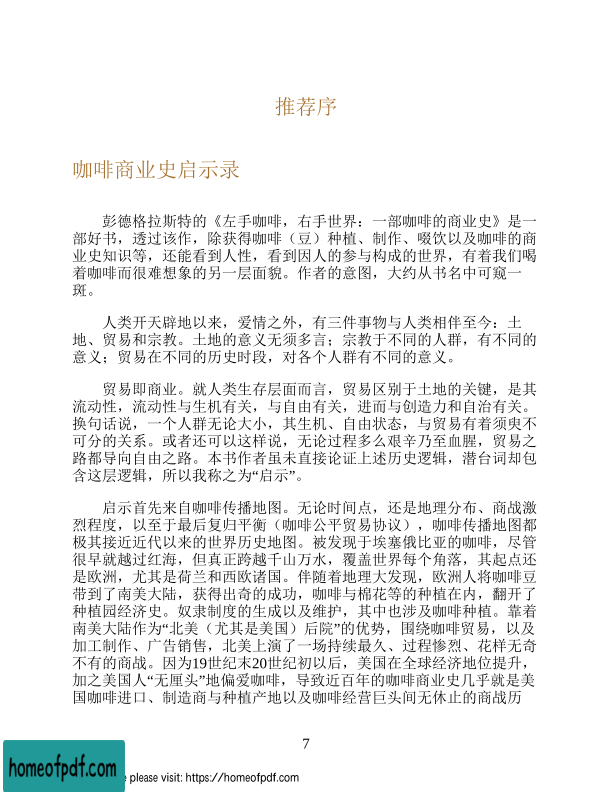 推荐序
咖啡商业史启示录
彭德格拉斯特的《左手咖啡，右手世界：一部咖啡的商业史》是一
部好书，透过该作，除获得咖啡（豆）种植、制作、啜饮以及咖啡的商
业史知识等，还能看到人性，看到因人的参与构成的世界，有着我们喝
着咖啡而很难想象的另一层面貌。作者的意图，大约从书名中可窥一
斑。
人类开天辟地以来，爱情之外，有三件事物与人类相伴至今：土
地、贸易和宗教。土地的意义无须多言；宗教于不同的人群，有不同的
意义；贸易在不同的历史时段，对各个人群有不同的意义。
贸易即商业。就人类生存层面而言，贸易区别于土地的关键，是其
流动性，流动性与生机有关，与自由有关，进而与创造力和自治有关。
换句话说，一个人群无论大小，其生机、自由状态，与贸易有着须臾不
可分的关系。或者还可以这样说，无论过程多么艰辛乃至血腥，贸易之
路都导向自由之路。本书作者虽未直接论证上述历史逻辑，潜台词却包
含这层逻辑，所以我称之为“启示”。
启示首先来自咖啡传播地图。无论时间点，还是地理分布、商战激
烈程度，以至于最后复归平衡（咖啡公平贸易协议），咖啡传播地图都
极其接近近代以来的世界历史地图。被发现于埃塞俄比亚的咖啡，尽管
很早就越过红海，但真正跨越千山万水，覆盖世界每个角落，其起点还
是欧洲，尤其是荷兰和西欧诸国。伴随着地理大发现，欧洲人将咖啡豆
带到了南美大陆，获得出奇的成功，咖啡与棉花等的种植在内，翻开了
种植园经济史。奴隶制度的生成以及维护，其中也涉及咖啡种植。靠着
南美大陆作为“北美（尤其是美国）后院”的优势，围绕咖啡贸易，以及
加工制作、广告销售，北美上演了一场持续最久、过程惨烈、花样无奇
不有的商战。因为19世纪末20世纪初以后，美国在全球经济地位提升，
加之美国人“无厘头”地偏爱咖啡，导致近百年的咖啡商业史几乎就是美
国咖啡进口、制造商与种植产地以及咖啡经营巨头间无休止的商战历
7
homeofpdf.com
e please visit: https://homeofpdf.com